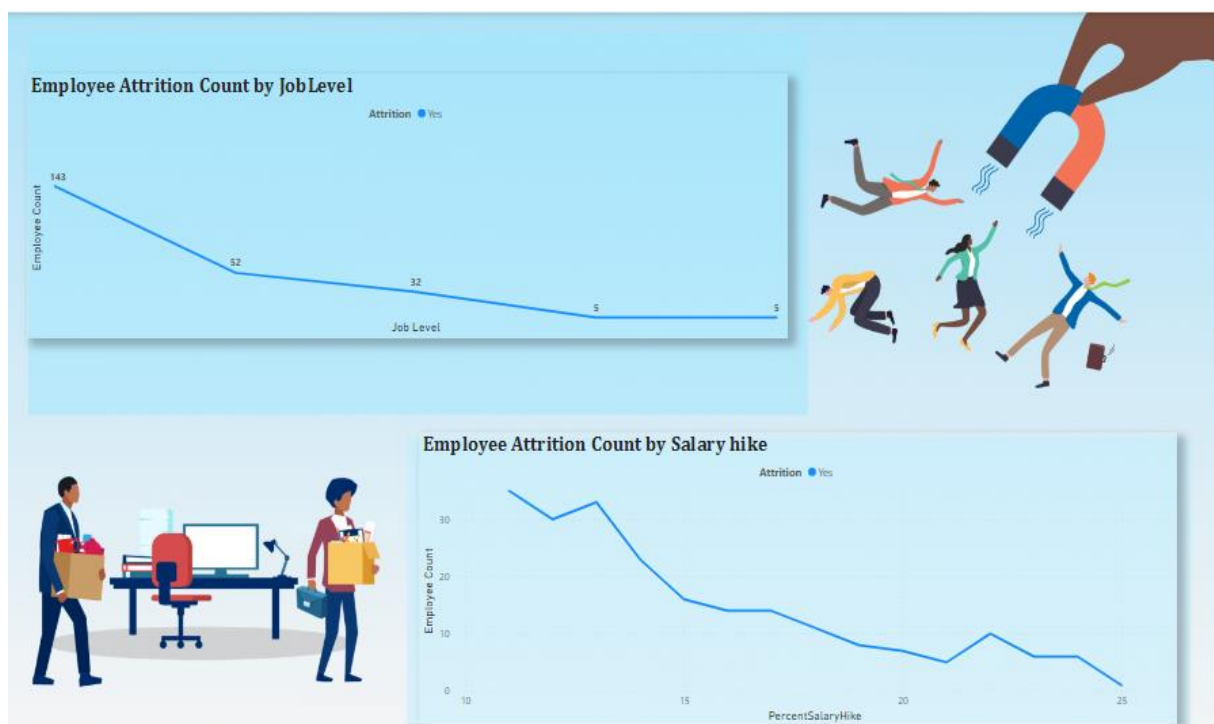 Employee Attrition Count by JobLevel
Attrition Yes
143
52
32
5
5
Employee Count
Job Level
Employee Attrition Count by Salary hike
Attrition Yes
30
20
10
0
Employee Count
10 15 20 25
PercentSalaryHike